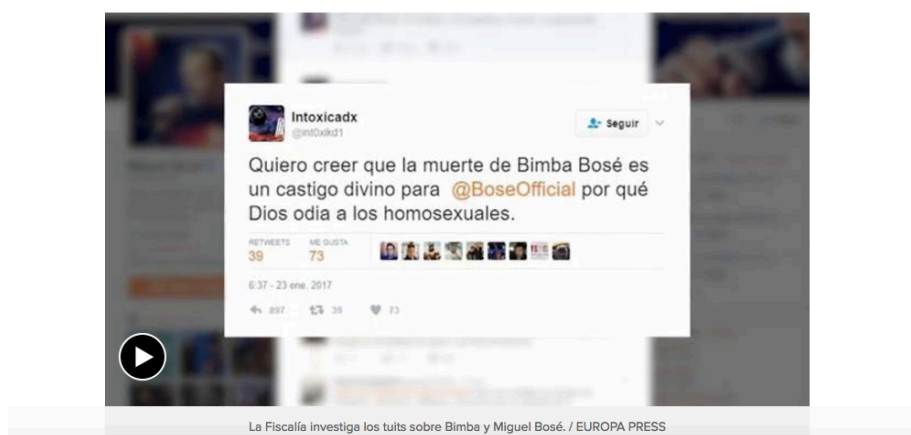 Intoxicadx
@int0xikd1
Seguir
Quiero creer que la muerte de Bimba Bosé es
un castigo divino para @BoseOfficial por qué
Dios odia a los homosexuales.
RETWEETS ME GUSTA
39 73
6:37 - 23 ene. 2017
897 39 73
La Fiscalía investiga los tuits sobre Bimba y Miguel Bosé. / EUROPA PRESS